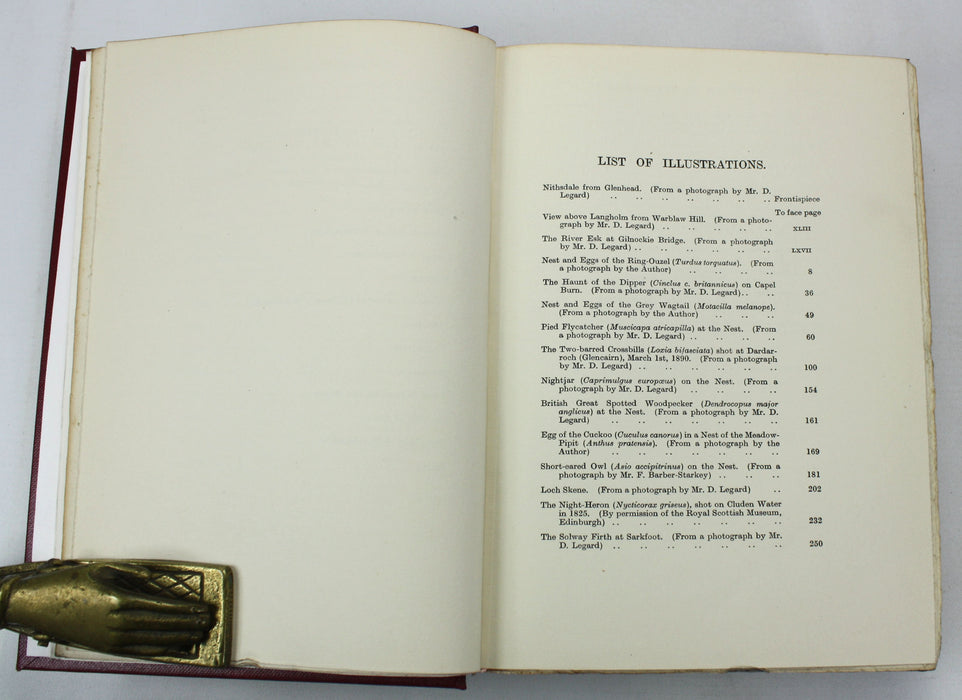 LIST OF ILLUSTRATIONS.
Nithsdale from Glenhead. (From a photograph by Mr. D.
Legard) .. .. .. .. .. .. .. Frontispiece
To face page
View above Langholm from Warblaw Hill. (From a photo-
graph by Mr. D. Legard) .. .. .. .. .. XLIII
The River Esk at Gilnockie Bridge. (From a photograph
by Mr. D. Legard) .. .. .. .. .. .. LXVII
Nest and Eggs of the Ring-Ouzel (Turdus torquatus). (From
a photograph by the Author) .. .. .. .. 8
The Haunt of the Dipper (Cinclus c. britannicus) on Capel
Burn. (From a photograph by Mr. D. Legard).. .. 36
Nest and Eggs of the Grey Wagtail (Motacilla melanope).
(From a photograph by the Author) .. .. .. 49
Pied Flycatcher (Muscicapa atricapilla) at the Nest. (From
a photograph by Mr. D. Legard) .. .. .. .. 60
The Two-barred Crossbills (Loxia bifasciata) shot at Dardar-
roch (Glencairn), March 1st, 1890. (From a photograph
by Mr. D. Legard) .. .. .. .. .. .. 100
Nightjar (Caprimulgus europæus) on the Nest. (From a
photograph by Mr. D. Legard) .. .. .. .. 154
British Great Spotted Woodpecker (Dendrocopus major
anglicus) at the Nest. (From a photograph by Mr. D.
Legard) .. .. .. .. .. .. .. 161
Egg of the Cuckoo (Cuculus canorus) in a Nest of the Meadow-
Pipit (Anthus pratensis). (From a photograph by the
Author) .. .. .. .. .. .. .. 169
Short-eared Owl (Asio accipitrinus) on the Nest. (From a
photograph by Mr. F. Barber-Starkey) .. .. .. 181
Loch Skene. (From a photograph by Mr. D. Legard) .. 202
The Night-Heron (Nycticorax griseus), shot on Cluden Water
in 1825. (By permission of the Royal Scottish Museum,
Edinburgh) .. .. .. .. .. .. .. 232
The Solway Firth at Sarkfoot. (From a photograph by Mr.
D. Legard) .. .. .. .. .. .. .. 250